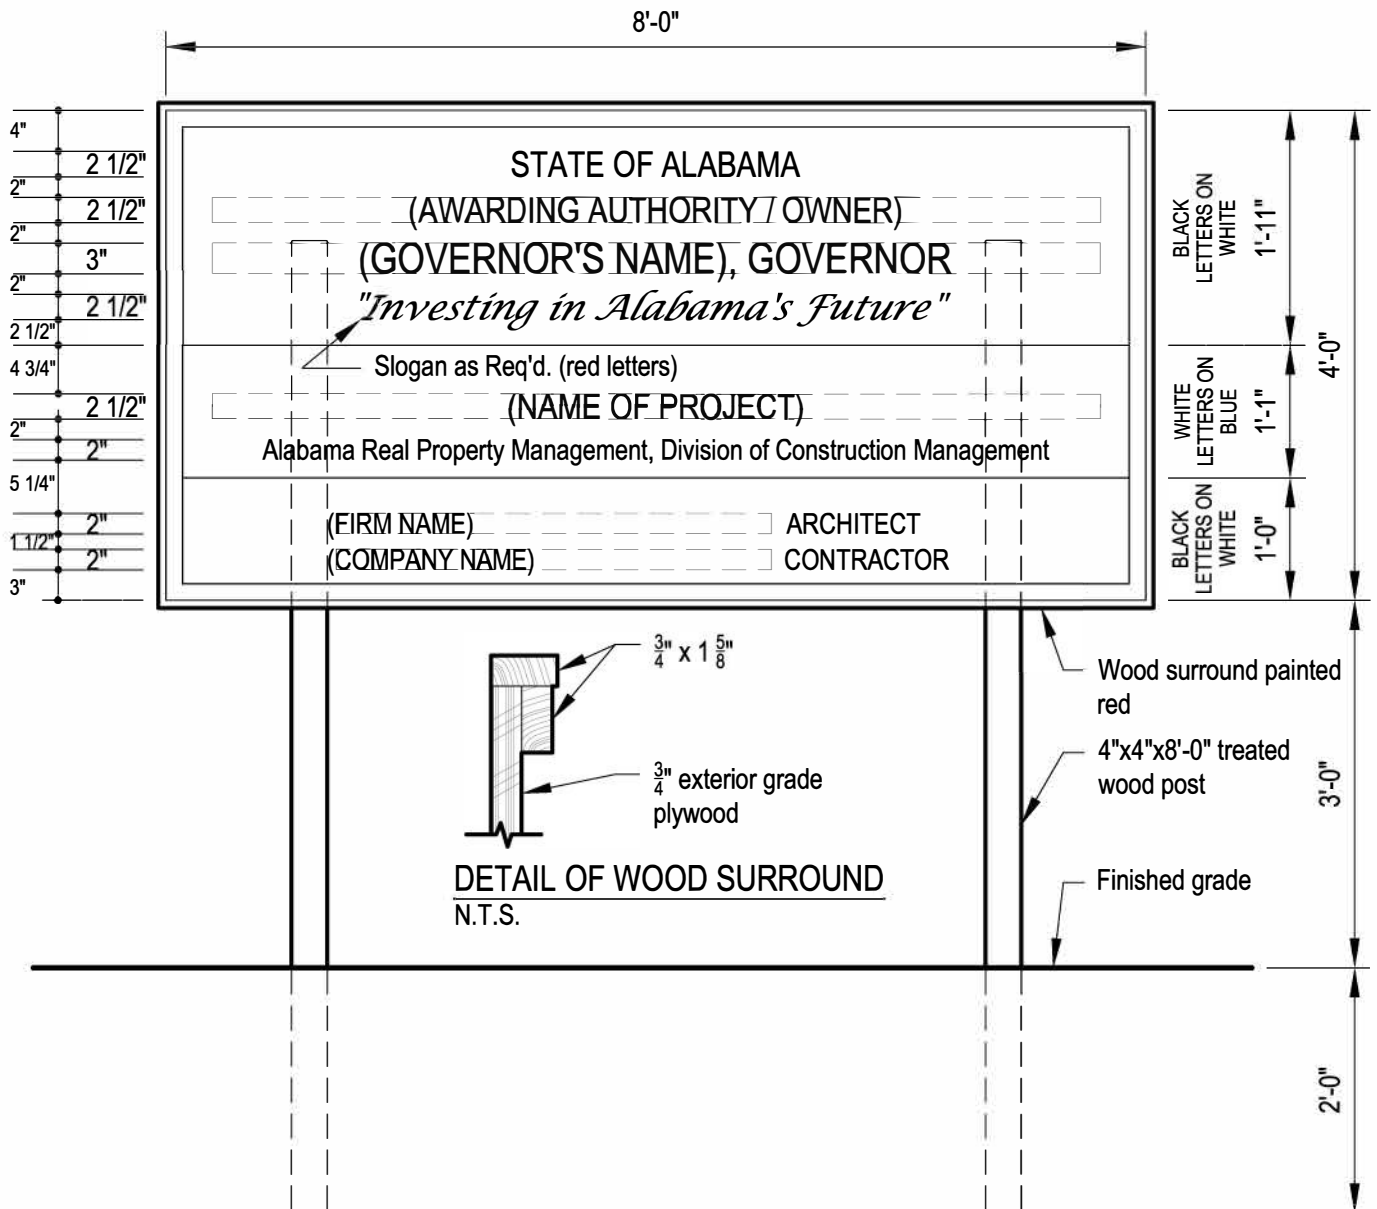 8'-0"
4"
2 1/2"
2"
2 1/2"
2"
3"
2"
2 1/2"
2 1/2"
4 3/4"
2 1/2"
2"
2"
5 1/4"
2"
1 1/2"
2"
3"
STATE OF ALABAMA
(AWARDING AUTHORITY / OWNER)
(GOVERNOR'S NAME), GOVERNOR
"Investing in Alabama's Future"
Slogan as Req'd. (red letters)
(NAME OF PROJECT)
Alabama Real Property Management, Division of Construction Management
(FIRM NAME) ARCHITECT
(COMPANY NAME) CONTRACTOR
BLACK
LETTERS ON
WHITE
1'-11"
WHITE
LETTERS ON
BLUE
1'-1"
BLACK
LETTERS ON
WHITE
1'-0"
4'-0"
3/4" x 1 5/8"
3/4" exterior grade
plywood
DETAIL OF WOOD SURROUND
N.T.S.
Wood surround painted
red
4"x4"x8'-0" treated
wood post
Finished grade
3'-0"
2'-0"